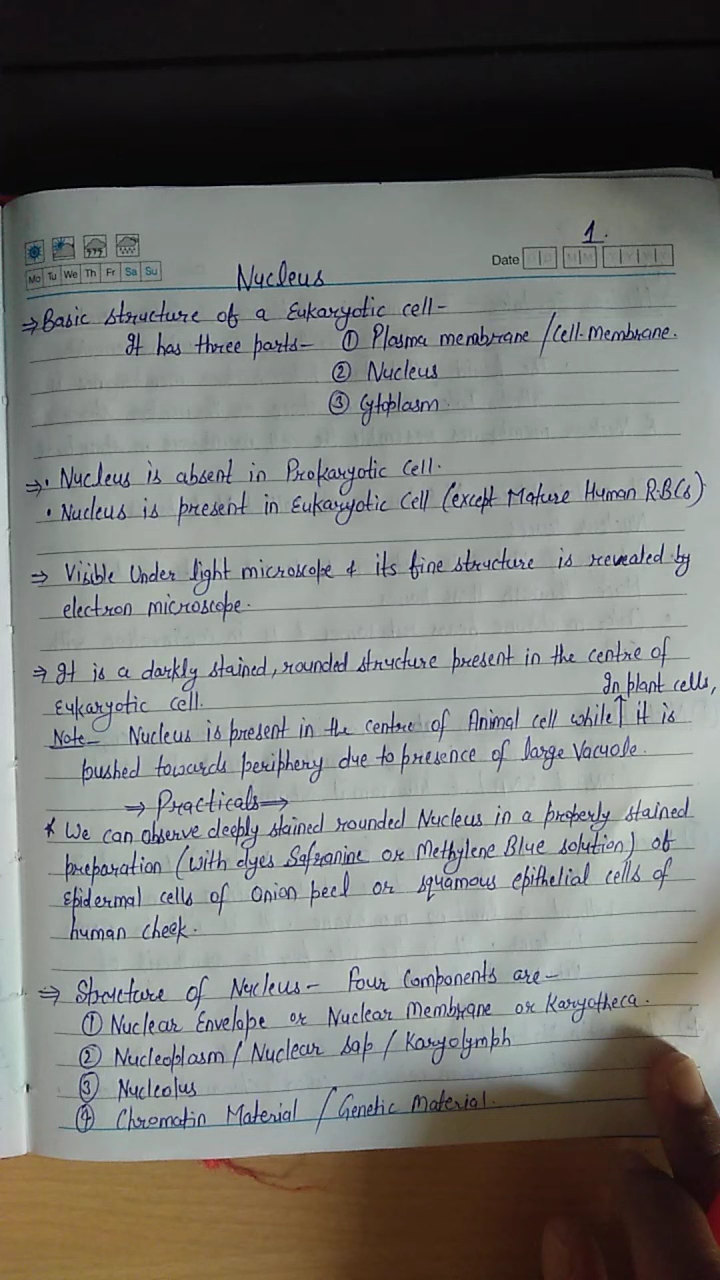 1.
Date D D M M Y Y Y Y
Mo Tu We Th Fr Sa Su
Nucleus
⇒ Basic structure of a Eukaryotic cell-
It has three parts- ① Plasma membrane / Cell-Membrane.
② Nucleus
③ Cytoplasm
⇒ • Nucleus is absent in Prokaryotic Cell.
• Nucleus is present in Eukaryotic Cell (except Mature Human R.B.Cs)
⇒ Visible Under light microscope & its fine structure is revealed by
electron microscope.
⇒ It is a darkly stained, rounded structure present in the centre of
Eukaryotic cell.
In plant cells,
Note- Nucleus is present in the centre of Animal cell while ↑ it is
pushed towards periphery due to presence of large Vacuole.
⇒ Practicals ⇒
* We can observe deeply stained rounded Nucleus in a properly stained
preparation (with dyes Safranine or Methylene Blue solution) of
Epidermal cells of Onion peel or squamous epithelial cells of
human cheek.
⇒ Structure of Nucleus- Four Components are-
① Nuclear Envelope or Nuclear Membrane or Karyotheca.
② Nucleoplasm / Nuclear sap / Karyolymph
③ Nucleolus
④ Chromatin Material / Genetic Material.